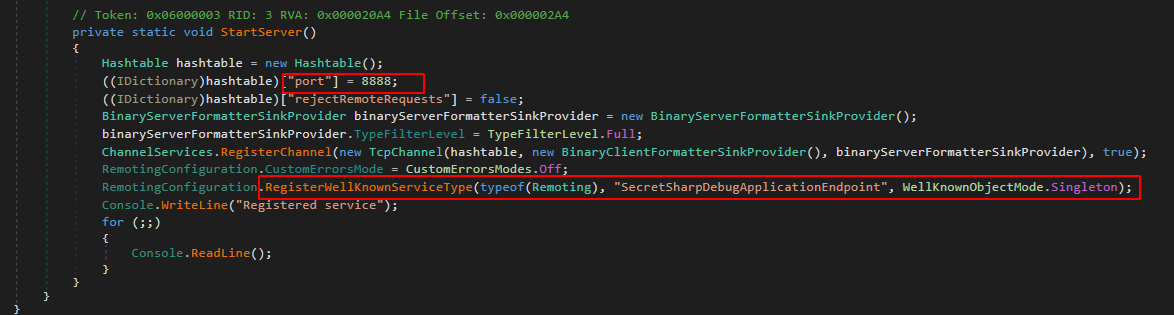 // Token: 0x06000003 RID: 3 RVA: 0x000020A4 File Offset: 0x000002A4
private static void StartServer()
{
Hashtable hashtable = new Hashtable();
((IDictionary)hashtable)["port"] = 8888;
((IDictionary)hashtable)["rejectRemoteRequests"] = false;
BinaryServerFormatterSinkProvider binaryServerFormatterSinkProvider = new BinaryServerFormatterSinkProvider();
binaryServerFormatterSinkProvider.TypeFilterLevel = TypeFilterLevel.Full;
ChannelServices.RegisterChannel(new TcpChannel(hashtable, new BinaryClientFormatterSinkProvider(), binaryServerFormatterSinkProvider), true);
RemotingConfiguration.CustomErrorsMode = CustomErrorsModes.Off;
RemotingConfiguration.RegisterWellKnownServiceType(typeof(Remoting), "SecretSharpDebugApplicationEndpoint", WellKnownObjectMode.Singleton);
Console.WriteLine("Registered service");
for (;;)
{
Console.ReadLine();
}
}
}
}